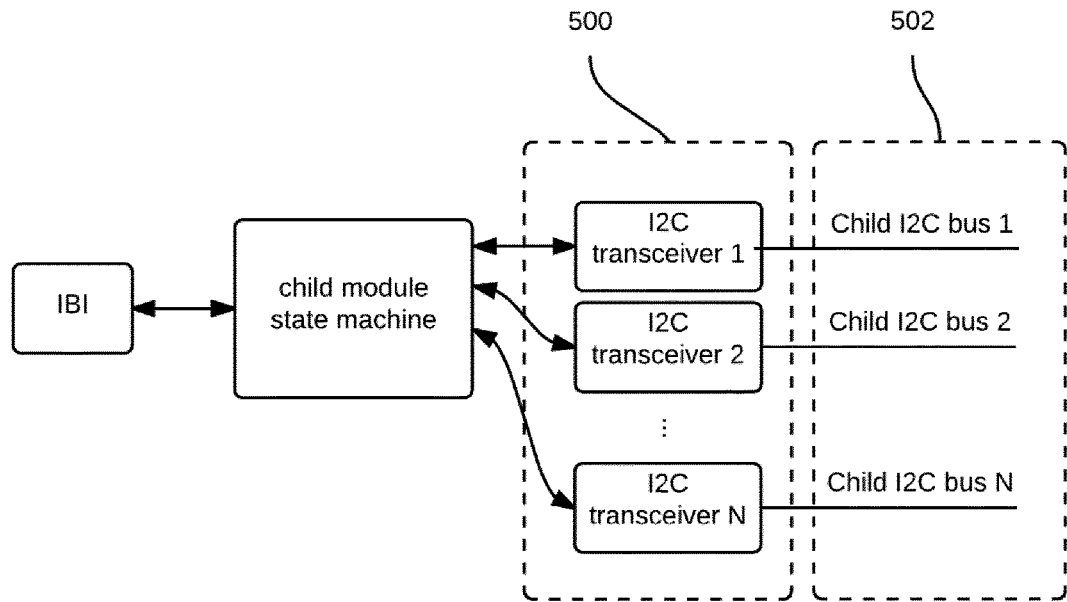 500
502
IBI
child module
state machine
I2C
transceiver 1
Child I2C bus 1
I2C
transceiver 2
Child I2C bus 2
...
I2C
transceiver N
Child I2C bus N